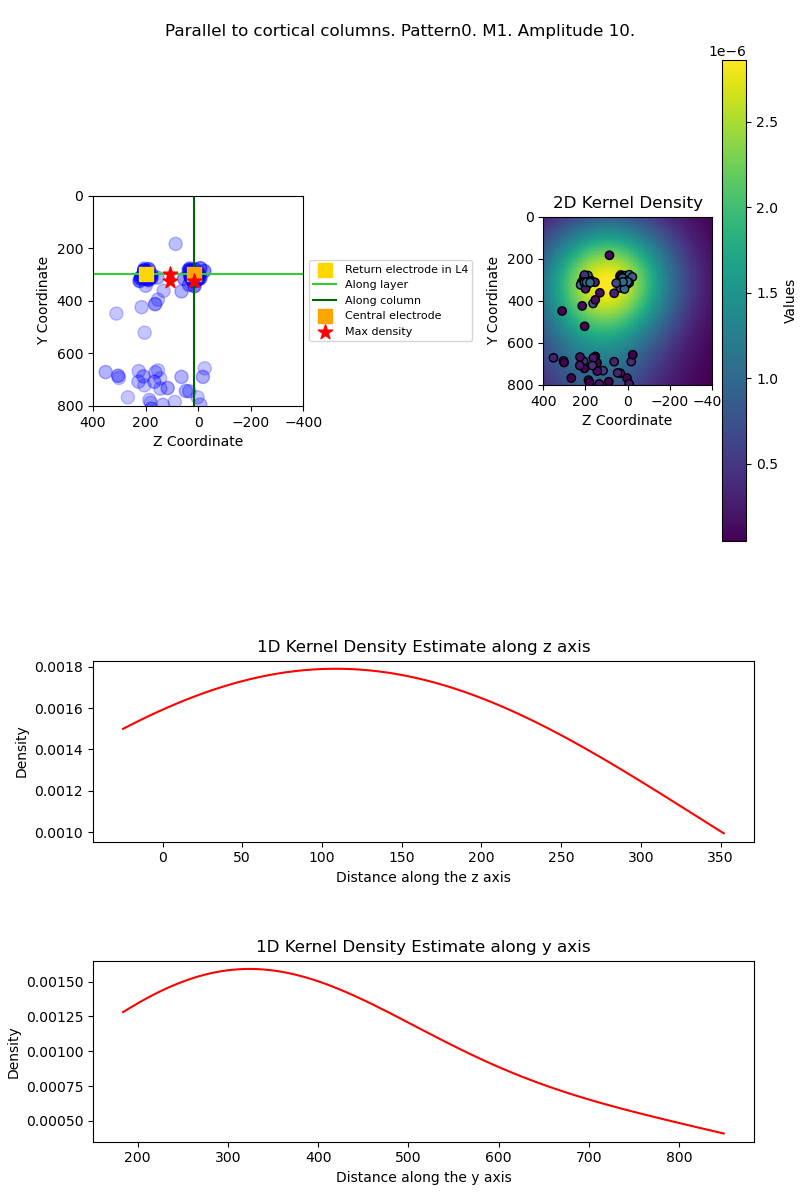 Parallel to cortical columns. Pattern0. M1. Amplitude 10.
1e−6
0
200
400
600
800
400
200
0
−200
−400
Y Coordinate
Z Coordinate
Return electrode in L4
Along layer
Along column
Central electrode
Max density
2D Kernel Density
0
200
400
600
800
400
200
0
−200
−40
Y Coordinate
Z Coordinate
2.5
2.0
1.5
1.0
0.5
Values
1D Kernel Density Estimate along z axis
0.0018
0.0016
0.0014
0.0012
0.0010
Density
0
50
100
150
200
250
300
350
Distance along the z axis
1D Kernel Density Estimate along y axis
0.00150
0.00125
0.00100
0.00075
0.00050
Density
200
300
400
500
600
700
800
Distance along the y axis